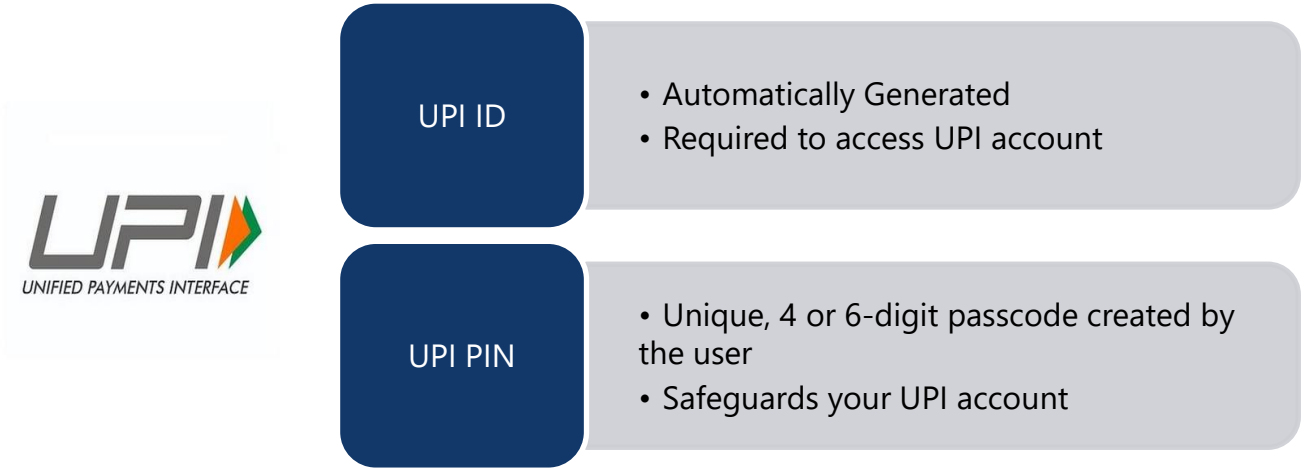 UPI
UNIFIED PAYMENTS INTERFACE
UPI ID
• Automatically Generated
• Required to access UPI account
UPI PIN
• Unique, 4 or 6-digit passcode created by
the user
• Safeguards your UPI account